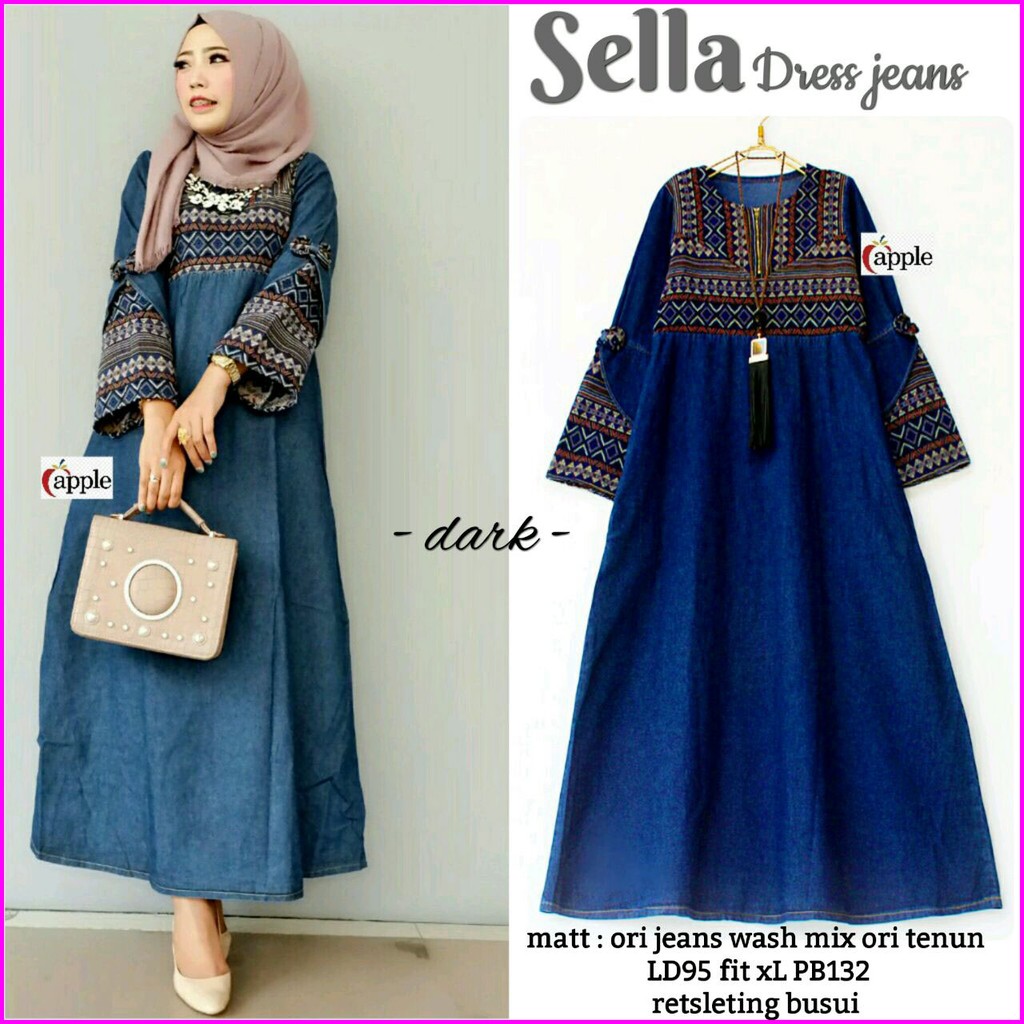 Sella Dress jeans
apple
apple
- dark -
matt : ori jeans wash mix ori tenun
LD95 fit xL PB132
retsleting busui